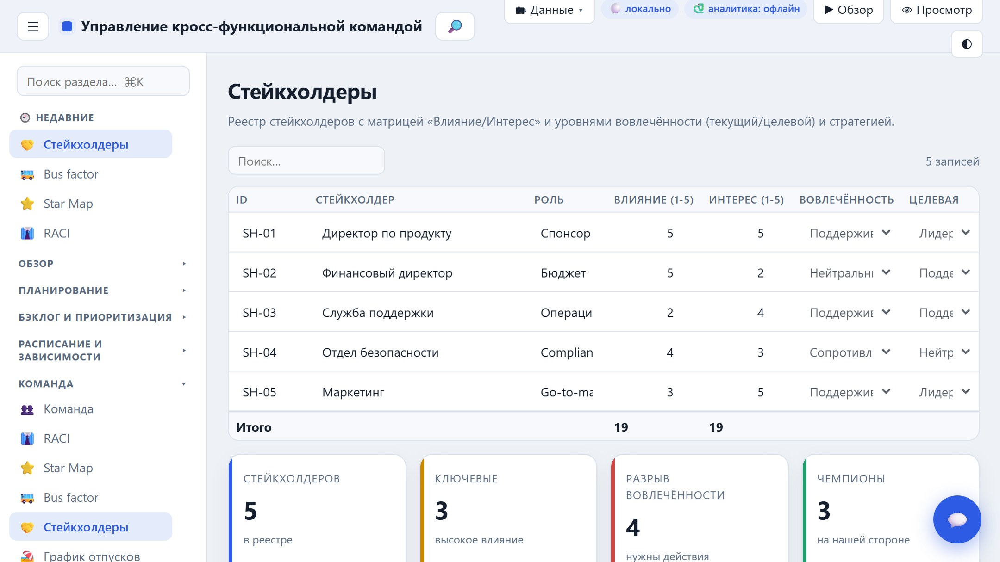 Управление кросс-функциональной командой
Данные
локально
аналитика: офлайн
Обзор
Просмотр
Поиск раздела... ⌘K
НЕДАВНИЕ
Стейкхолдеры
Bus factor
Star Map
RACI
ОБЗОР
ПЛАНИРОВАНИЕ
БЭКЛОГ И ПРИОРИТИЗАЦИЯ
РАСПИСАНИЕ И
ЗАВИСИМОСТИ
КОМАНДА
Команда
RACI
Star Map
Bus factor
Стейкхолдеры
График отпусков
Стейкхолдеры
Реестр стейкхолдеров с матрицей «Влияние/Интерес» и уровнями вовлечённости (текущий/целевой) и стратегией.
Поиск...
5 записей
ID СТЕЙКХОЛДЕР РОЛЬ ВЛИЯНИЕ (1-5) ИНТЕРЕС (1-5) ВОВЛЕЧЁННОСТЬ ЦЕЛЕВАЯ
SH-01 Директор по продукту Спонсор 5 5 Поддержив Лидер
SH-02 Финансовый директор Бюджет 5 2 Нейтральн Подде
SH-03 Служба поддержки Операци 2 4 Поддержив Подде
SH-04 Отдел безопасности Complian 4 3 Сопротивл Нейтр
SH-05 Маркетинг Go-to-ma 3 5 Поддержив Лидер
Итого 19 19
СТЕЙКХОЛДЕРОВ
5
в реестре
КЛЮЧЕВЫЕ
3
высокое влияние
РАЗРЫВ
ВОВЛЕЧЁННОСТИ
4
нужны действия
ЧЕМПИОНЫ
3
на нашей стороне